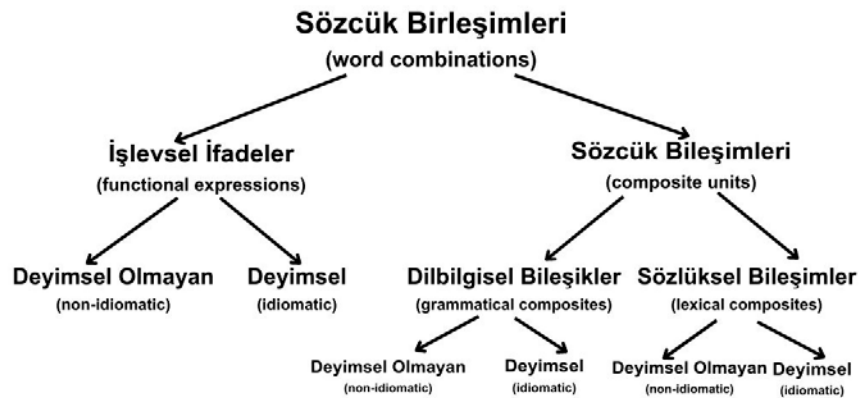 Sözcük Birleşimleri
(word combinations)
İşlevsel İfadeler
(functional expressions)
Sözcük Bileşimleri
(composite units)
Deyimsel Olmayan
(non-idiomatic)
Deyimsel
(idiomatic)
Dilbilgisel Bileşikler
(grammatical composites)
Sözlüksel Bileşimler
(lexical composites)
Deyimsel Olmayan
(non-idiomatic)
Deyimsel
(idiomatic)
Deyimsel Olmayan
(non-idiomatic)
Deyimsel
(idiomatic)